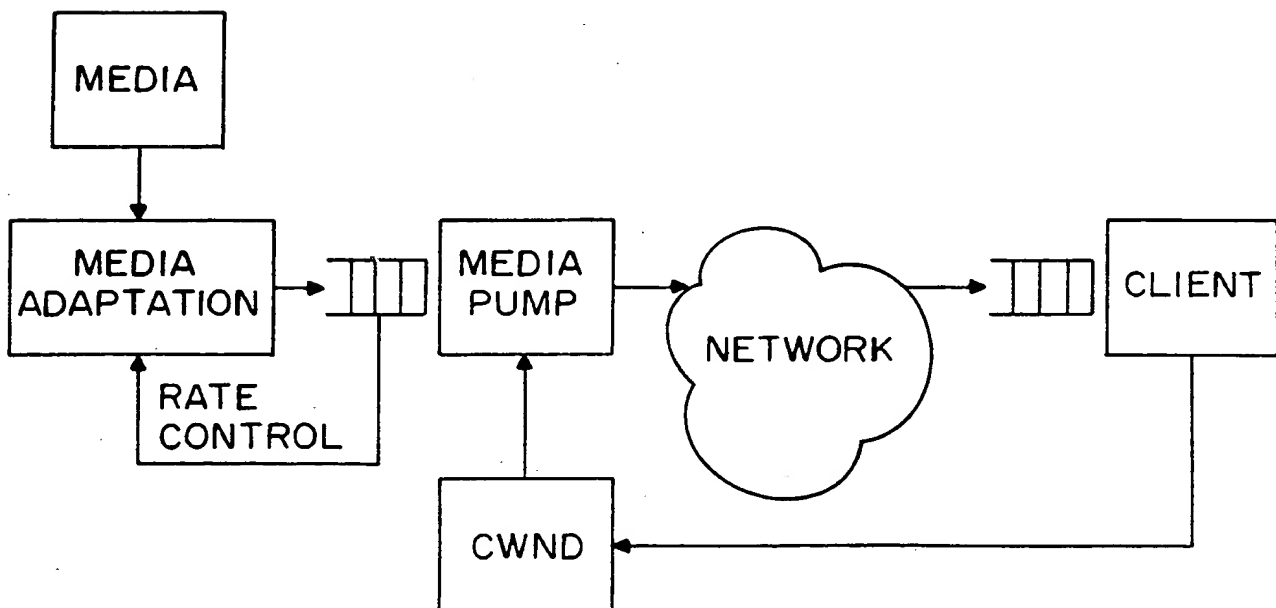 MEDIA
MEDIA
ADAPTATION
MEDIA
PUMP
NETWORK
CLIENT
RATE
CONTROL
CWND